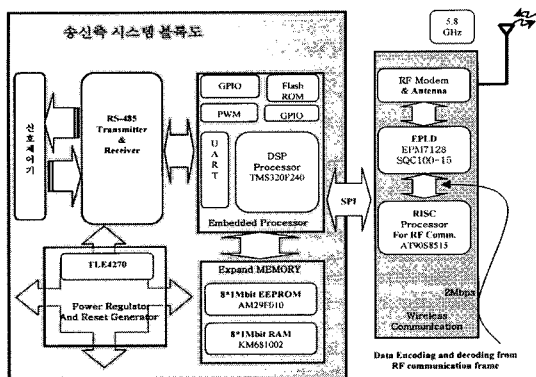 송신측 시스템 블록도
5.8
GHz
신호제어기
RS-485
Transmitter
&
Receiver
GPIO
Flash
ROM
PWM
GPIO
UART
DSP
Processor
TMS320F240
Embedded Processor
SPI
RF Modem
& Antenna
EPLD
EPM7128
SQC100-15
RISC
Processor
For RF Comm.
AT90S8515
2Mbps
Wireless
Communication
TLE4270
Power Regulator
And Reset Generator
Expand MEMORY
8*1Mbit EEPROM
AM29F010
8*1Mbit RAM
KM681002
Data Encoding and decoding from
RF communication frame